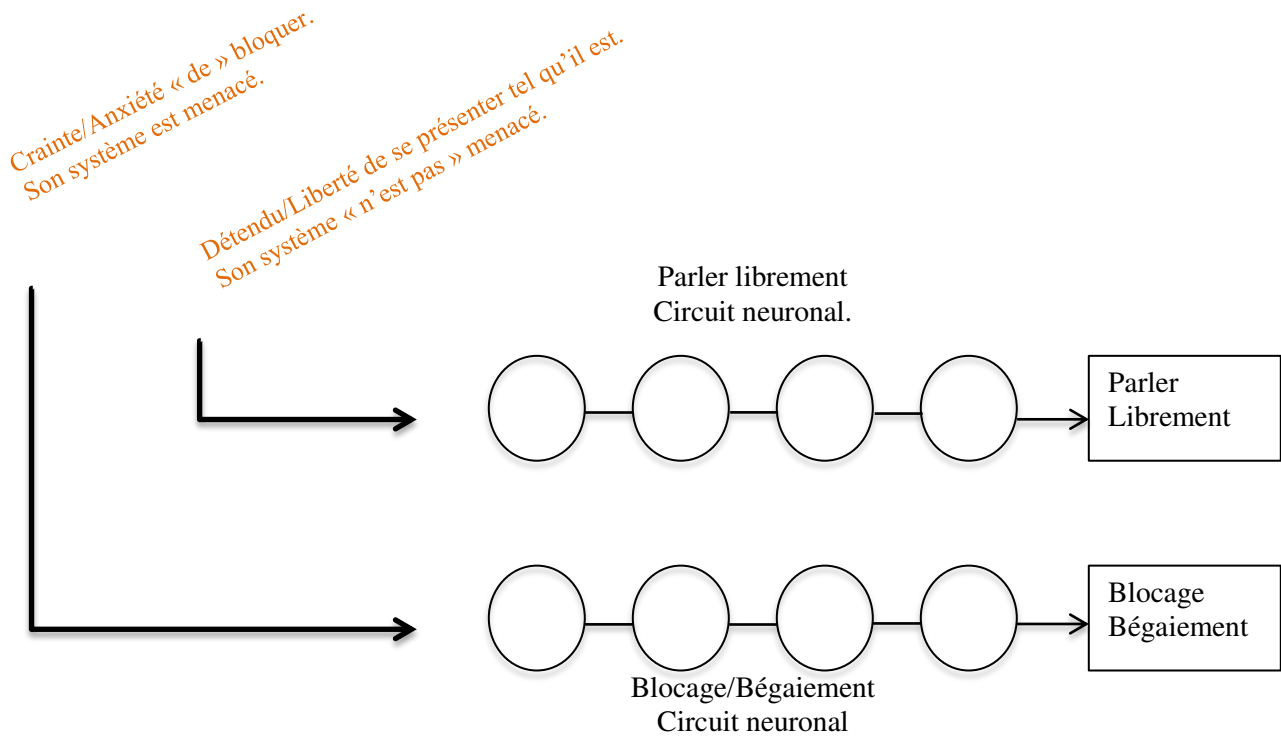 Crainte/Anxiété « de » bloquer.
Son système est menacé.
Détendu/Liberté de se présenter tel qu’il est.
Son système « n’est pas » menacé.
Parler librement
Circuit neuronal.
Parler
Librement
Blocage
Bégaiement
Blocage/Bégaiement
Circuit neuronal